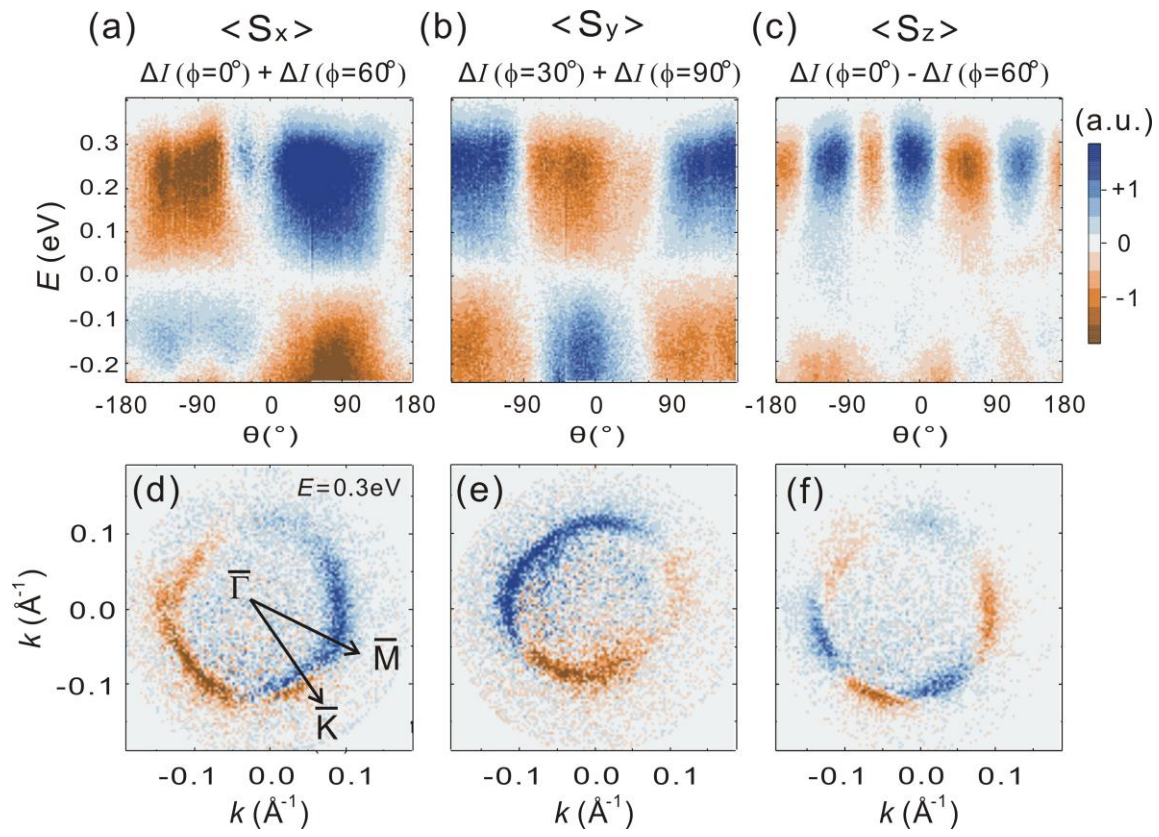 (a) <Sx> (b) <Sy> (c) <Sz>
ΔI (ϕ=0°) + ΔI (ϕ=60°) ΔI (ϕ=30°) + ΔI (ϕ=90°) ΔI (ϕ=0°) - ΔI (ϕ=60°)
(a.u.)
+1
0
-1
E (eV)
0.3
0.2
0.1
0.0
-0.1
-0.2
-180 -90 0 90 180 -90 0 90 -180 -90 0 90 180
θ(°) θ(°) θ(°)
(d) E=0.3eV (e) (f)
k (Å⁻¹)
0.1
0.0
-0.1
Γ̅
M̅
K̅
-0.1 0.0 0.1 -0.1 0.0 0.1 -0.1 0.0 0.1
k (Å⁻¹) k (Å⁻¹) k (Å⁻¹)